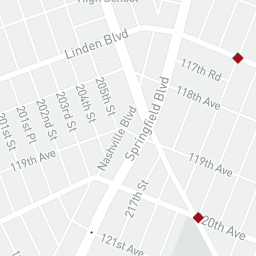 High School
Linden Blvd
117th Rd
118th Ave
205th St
204th St
203rd St
202nd St
201st Pl
201st St
Nashville Blvd
Springfield Blvd
119th Ave
119th Ave
217th St
20th Ave
121st Ave